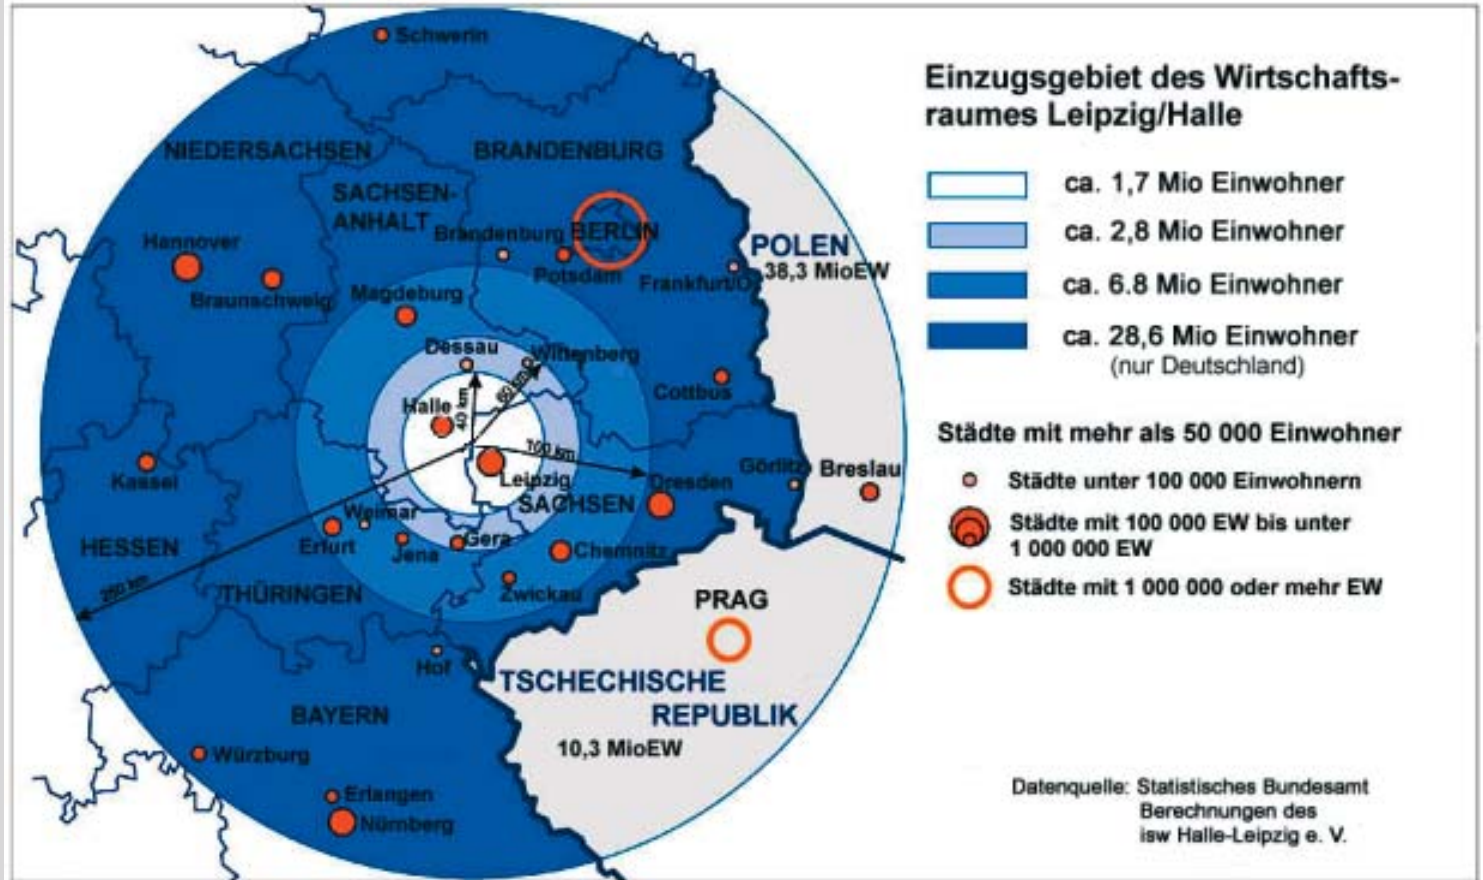 Schwerin
NIEDERSACHSEN
BRANDENBURG
SACHSEN-
ANHALT
Hannover
Brandenburg
BERLIN
Potsdam
POLEN
38,3 MioEW
Frankfurt/O
Braunschweig
Magdeburg
Dessau
Wittenberg
Cottbus
Halle
40 km
60 km
100 km
Leipzig
SACHSEN
Dresden
Görlitz
Breslau
Kassel
Weimar
Erfurt
Jena
Gera
Chemnitz
HESSEN
250 km
THÜRINGEN
Zwickau
PRAG
Hof
TSCHECHISCHE
REPUBLIK
10,3 MioEW
BAYERN
Würzburg
Erlangen
Nürnberg
Einzugsgebiet des Wirtschafts-
raumes Leipzig/Halle
ca. 1,7 Mio Einwohner
ca. 2,8 Mio Einwohner
ca. 6.8 Mio Einwohner
ca. 28,6 Mio Einwohner
(nur Deutschland)
Städte mit mehr als 50 000 Einwohner
Städte unter 100 000 Einwohnern
Städte mit 100 000 EW bis unter
1 000 000 EW
Städte mit 1 000 000 oder mehr EW
Datenquelle: Statistisches Bundesamt
Berechnungen des
isw Halle-Leipzig e. V.